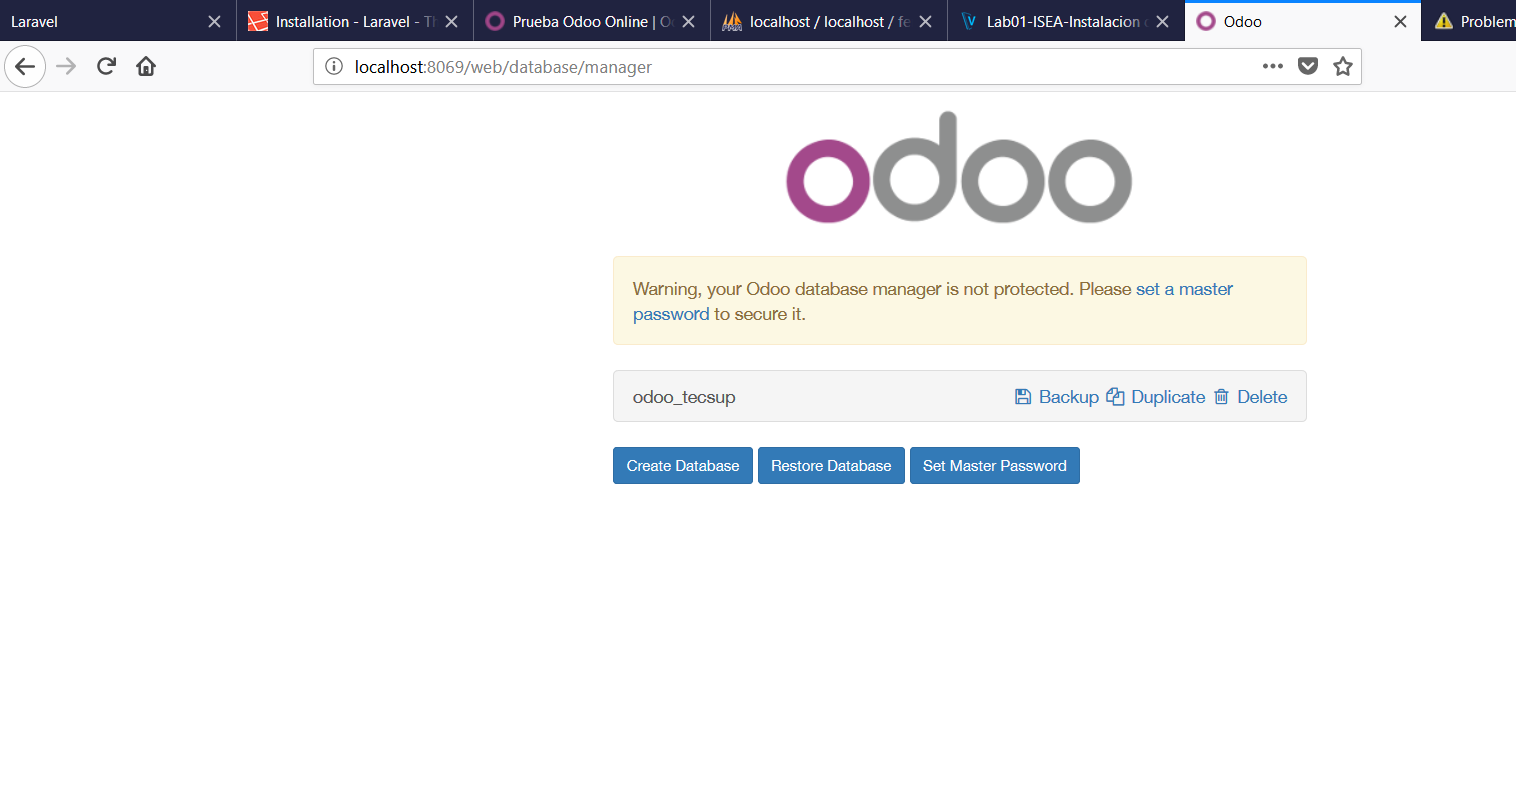 Laravel
Installation - Laravel - Th
Prueba Odoo Online | O
localhost / localhost / fe
Lab01-ISEA-Instalacion
Odoo
Problem
localhost:8069/web/database/manager
odoo
Warning, your Odoo database manager is not protected. Please set a master
password to secure it.
odoo_tecsup
Backup Duplicate Delete
Create Database Restore Database Set Master Password